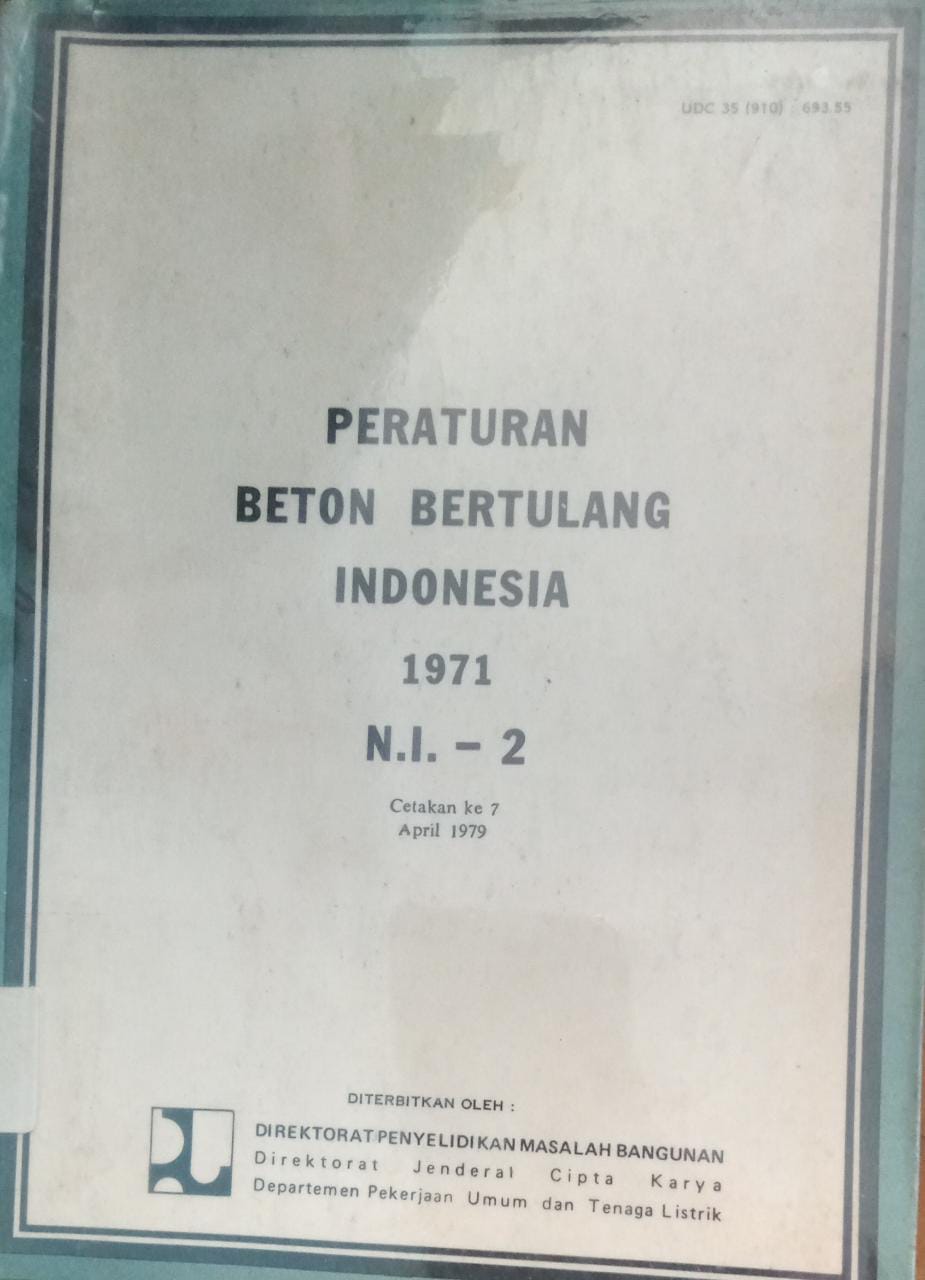 UDC 35 (910) : 693.55
PERATURAN
BETON BERTULANG
INDONESIA
1971
N.I. – 2
Cetakan ke 7
April 1979
DITERBITKAN OLEH :
DIREKTORAT PENYELIDIKAN MASALAH BANGUNAN
Direktorat Jenderal Cipta Karya
Departemen Pekerjaan Umum dan Tenaga Listrik